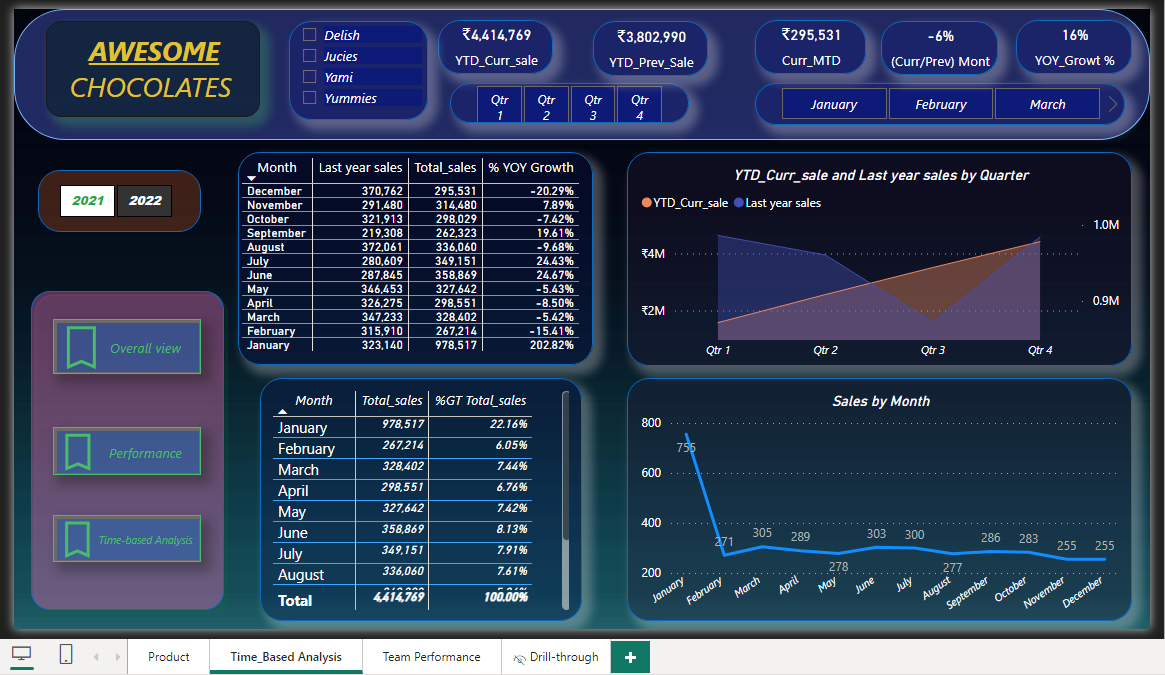 AWESOME
CHOCOLATES
Delish
Jucies
Yami
Yummies
₹4,414,769
YTD_Curr_sale
₹3,802,990
YTD_Prev_Sale
₹295,531
Curr_MTD
-6%
(Curr/Prev) Mont
16%
YOY_Growt %
Qtr 1
Qtr 2
Qtr 3
Qtr 4
January
February
March
2021
2022
Overall view
Performance
Time-based Analysis
Month Last year sales Total_sales % YOY Growth
December 370,762 295,531 -20.29%
November 291,480 314,480 7.89%
October 321,913 298,029 -7.42%
September 219,308 262,323 19.61%
August 372,061 336,060 -9.68%
July 280,609 349,151 24.43%
June 287,845 358,869 24.67%
May 346,453 327,642 -5.43%
April 326,275 298,551 -8.50%
March 347,233 328,402 -5.42%
February 315,910 267,214 -15.41%
January 323,140 978,517 202.82%
YTD_Curr_sale and Last year sales by Quarter
YTD_Curr_sale Last year sales
1.0M
₹4M
0.9M
₹2M
Qtr 1 Qtr 2 Qtr 3 Qtr 4
Month Total_sales %GT Total_sales
January 978,517 22.16%
February 267,214 6.05%
March 328,402 7.44%
April 298,551 6.76%
May 327,642 7.42%
June 358,869 8.13%
July 349,151 7.91%
August 336,060 7.61%
Total 4,414,769 100.00%
Sales by Month
800
600
400
200
755 271 305 289 278 303 300 277 286 283 255 255
January February March April May June July August September October November December
Product
Time_Based Analysis
Team Performance
Drill-through